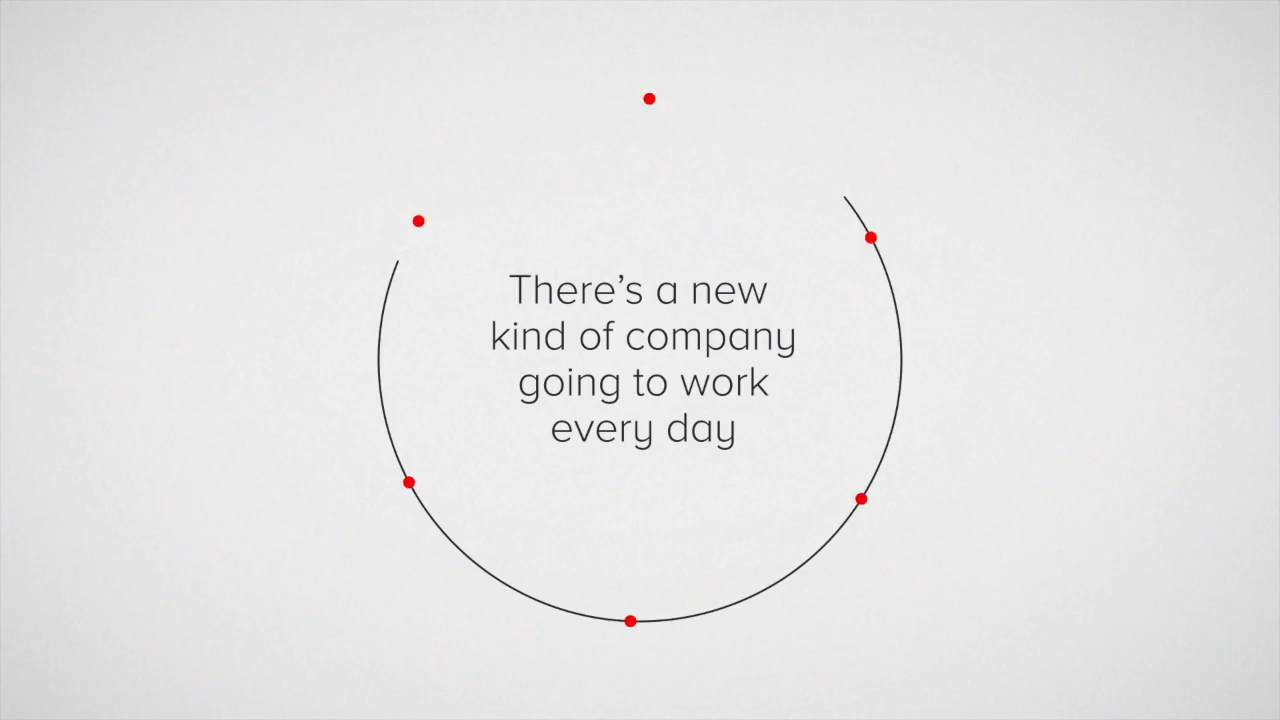 There’s a new
kind of company
going to work
every day